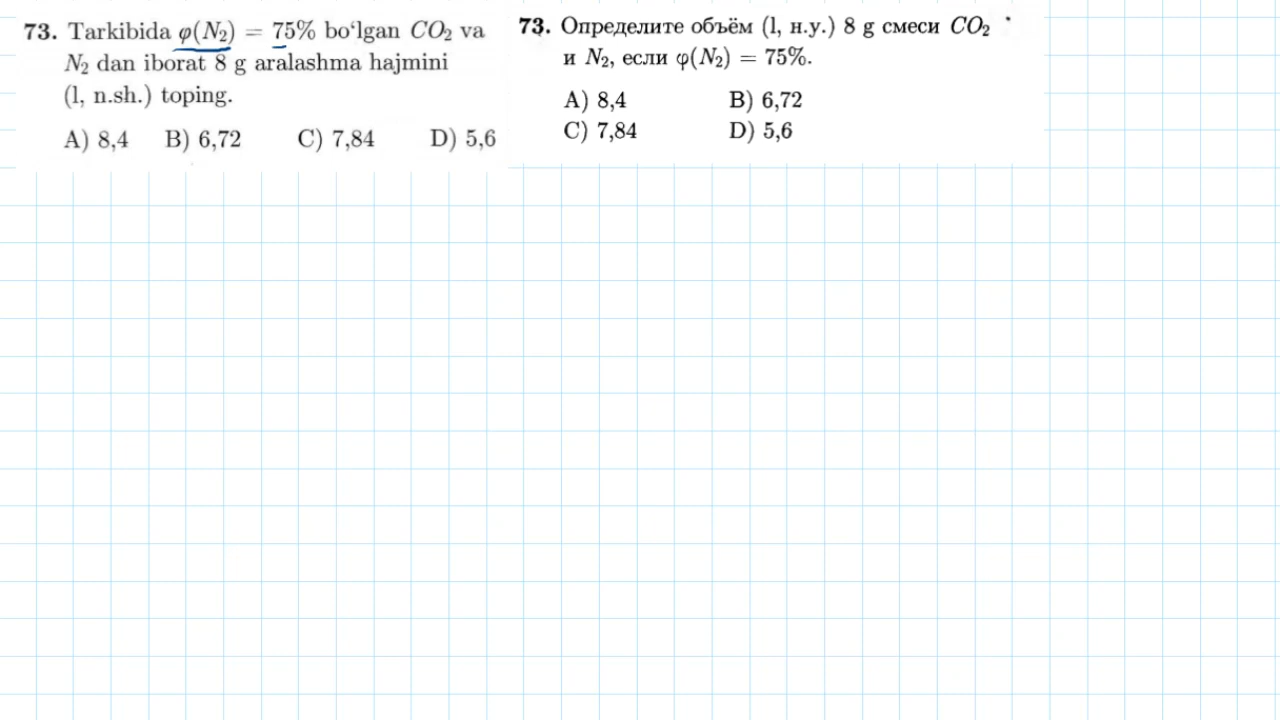 73. Tarkibida φ(N₂) = 75% bo‘lgan CO₂ va
N₂ dan iborat 8 g aralashma hajmini
(l, n.sh.) toping.
A) 8,4 B) 6,72 C) 7,84 D) 5,6
73. Определите объём (l, н.у.) 8 g смеси CO₂
и N₂, если φ(N₂) = 75%.
A) 8,4 B) 6,72
C) 7,84 D) 5,6